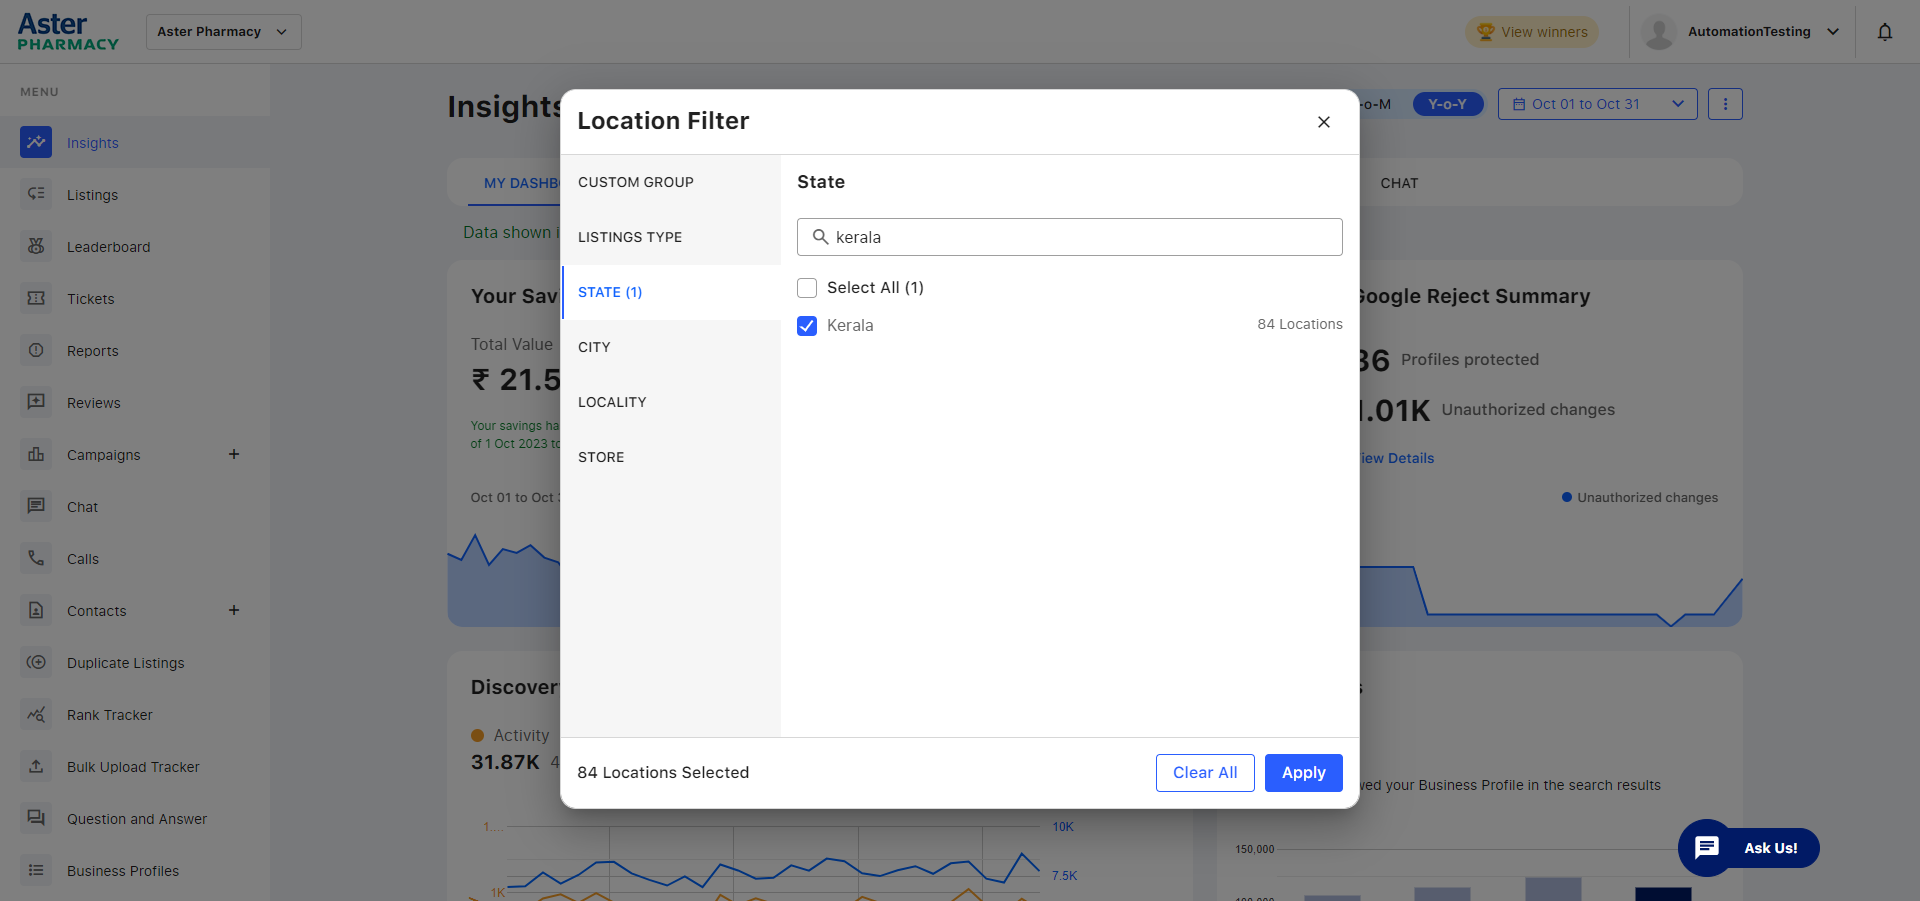 Aster
PHARMACY
Aster Pharmacy
View winners
AutomationTesting
MENU
Insights
Listings
Leaderboard
Tickets
Reports
Reviews
Campaigns +
Chat
Calls
Contacts +
Duplicate Listings
Rank Tracker
Bulk Upload Tracker
Question and Answer
Business Profiles
Insights
o-M
Y-o-Y
Oct 01 to Oct 31
MY DASHB
CHAT
Data shown i
Your Sav
Total Value
₹ 21.5
Your savings ha
of 1 Oct 2023 to
Oct 01 to Oct
Google Reject Summary
36 Profiles protected
1.01K Unauthorized changes
View Details
Unauthorized changes
Discover
Activity
31.87K 4
1....
1K
10K
7.5K
s
wed your Business Profile in the search results
150,000
100,000
Location Filter
CUSTOM GROUP
LISTINGS TYPE
STATE (1)
CITY
LOCALITY
STORE
State
kerala
Select All (1)
Kerala
84 Locations
84 Locations Selected
Clear All
Apply
Ask Us!